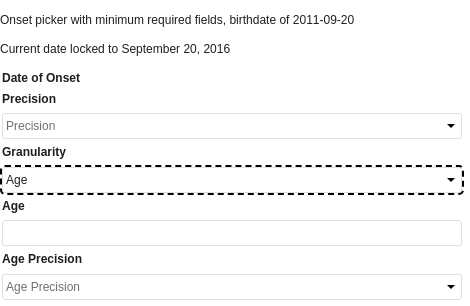 Onset picker with minimum required fields, birthdate of 2011-09-20
Current date locked to September 20, 2016
Date of Onset
Precision
Precision
Granularity
Age
Age
Age Precision
Age Precision